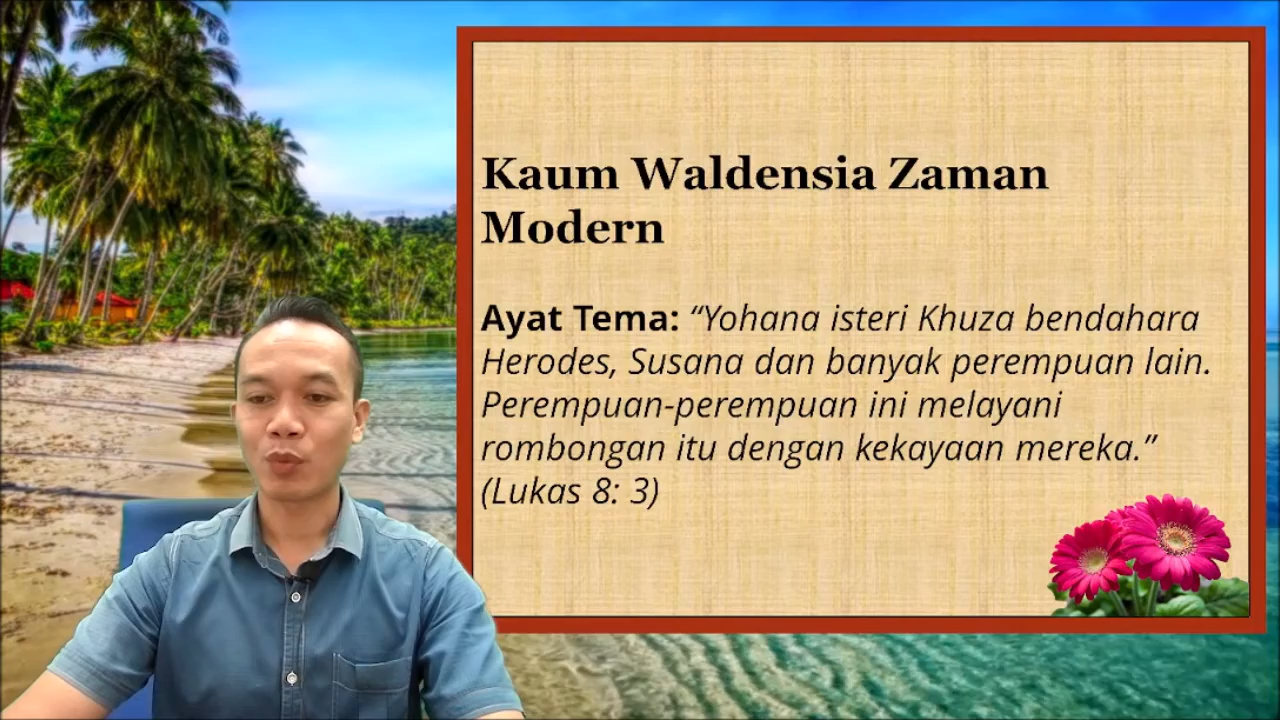 Kaum Waldensia Zaman
Modern
Ayat Tema: “Yohana isteri Khuza bendahara
Herodes, Susana dan banyak perempuan lain.
Perempuan-perempuan ini melayani
rombongan itu dengan kekayaan mereka.”
(Lukas 8: 3)